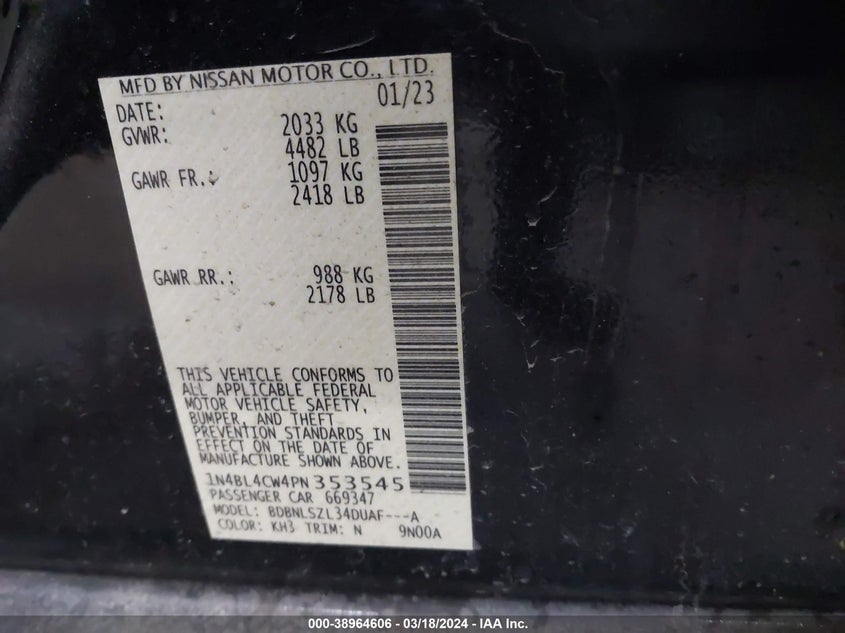 MFD BY NISSAN MOTOR CO., LTD.
DATE: 01/23
GVWR: 2033 KG
4482 LB
GAWR FR.: 1097 KG
2418 LB
GAWR RR.: 988 KG
2178 LB
THIS VEHICLE CONFORMS TO
ALL APPLICABLE FEDERAL
MOTOR VEHICLE SAFETY,
BUMPER, AND THEFT
PREVENTION STANDARDS IN
EFFECT ON THE DATE OF
MANUFACTURE SHOWN ABOVE.
1N4BL4CW4PN353545
PASSENGER CAR 669347
MODEL: BDBNLSZL34DUAF---A
COLOR: KH3 TRIM: N 9N00A
000-38964606 - 03/18/2024 - IAA Inc.